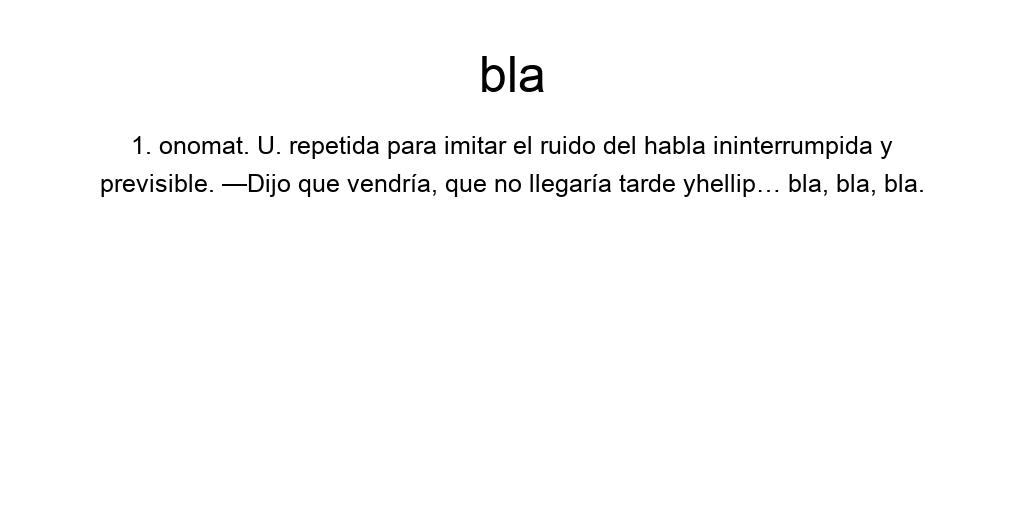 bla
1. onomat. U. repetida para imitar el ruido del habla ininterrumpida y
previsible. —Dijo que vendría, que no llegaría tarde yhellip… bla, bla, bla.